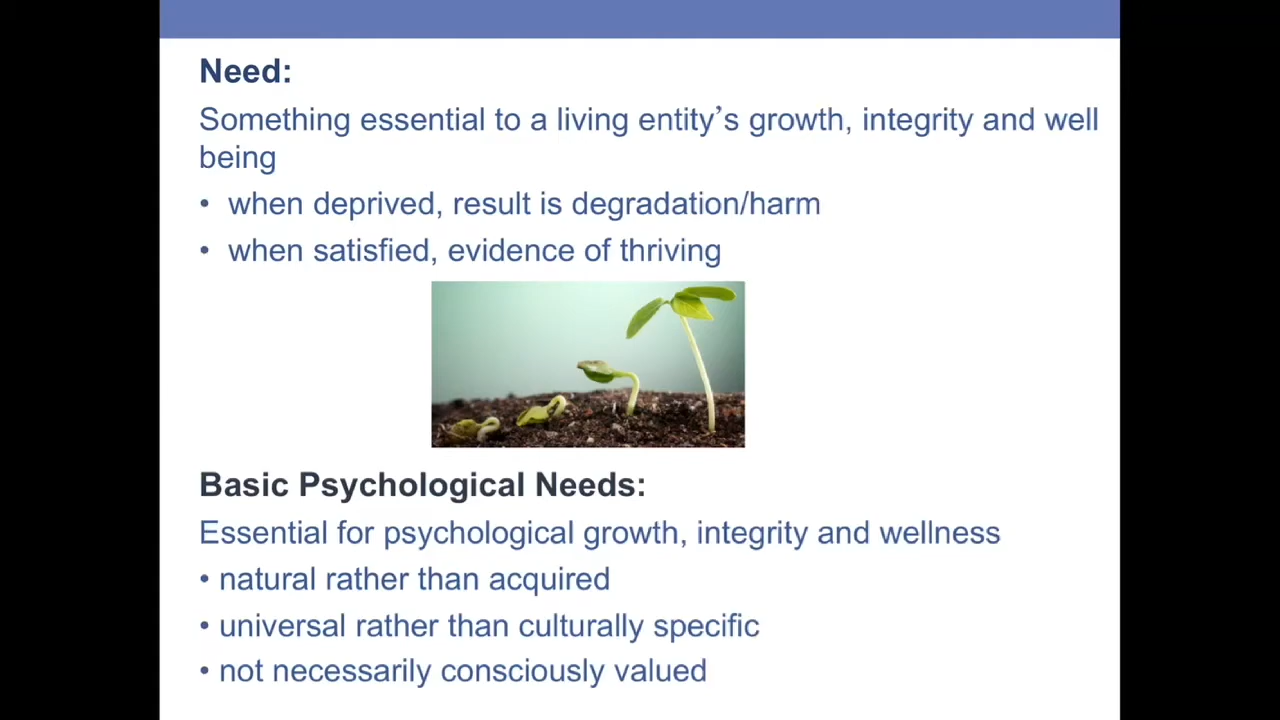 Need:
Something essential to a living entity’s growth, integrity and well
being
• when deprived, result is degradation/harm
• when satisfied, evidence of thriving
Basic Psychological Needs:
Essential for psychological growth, integrity and wellness
• natural rather than acquired
• universal rather than culturally specific
• not necessarily consciously valued